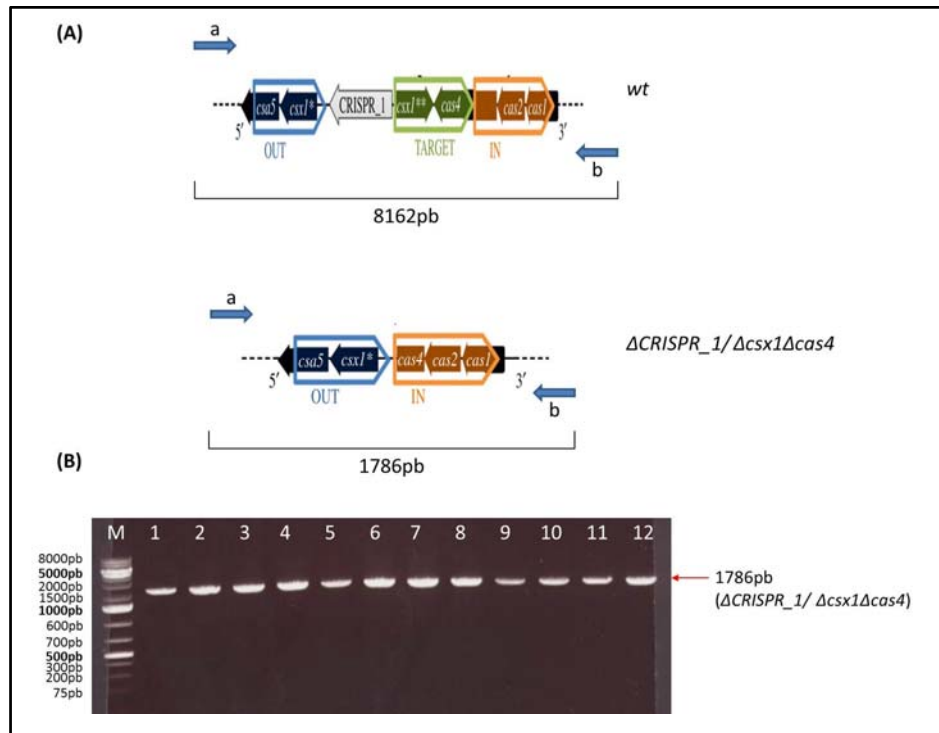 (A)
a
wt
csa5 csx1* CRISPR_1 csx1** cas4 cas2 cas1
5' 3'
OUT TARGET IN
b
8162pb
a
ΔCRISPR_1/ Δcsx1Δcas4
csa5 csx1* cas4 cas2 cas1
5' 3'
OUT IN
b
1786pb
(B)
M 1 2 3 4 5 6 7 8 9 10 11 12
8000pb
5000pb
2000pb
1500pb
1000pb
600pb
700pb
500pb
300pb
200pb
75pb
1786pb
(ΔCRISPR_1/ Δcsx1Δcas4)